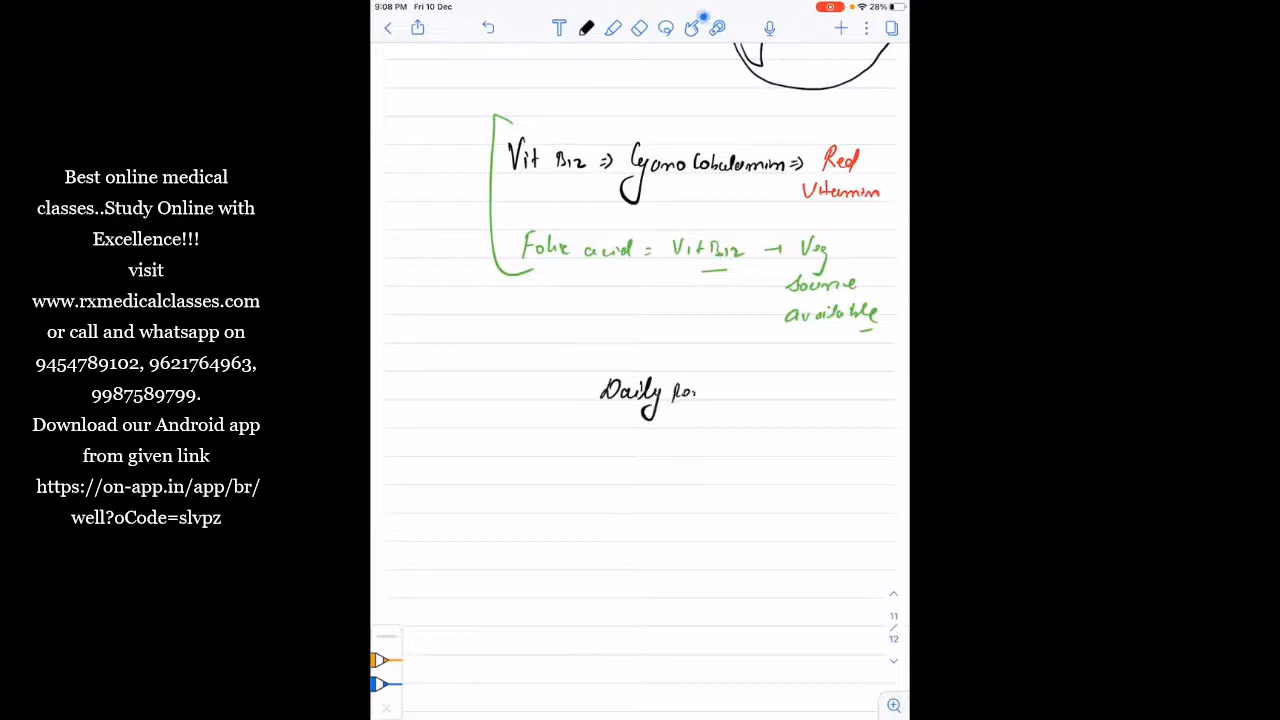 9:08 PM Fri 10 Dec
28%
Best online medical
classes..Study Online with
Excellence!!!
visit
www.rxmedicalclasses.com
or call and whatsapp on
9454789102, 9621764963,
9987589799.
Download our Android app
from given link
https://on-app.in/app/br/
well?oCode=slvpz
Vit B12 => Cyano Cobalamin => Red
Vitamin
Folic acid = Vit B12 → Veg
Source
available
Daily
11
/
12